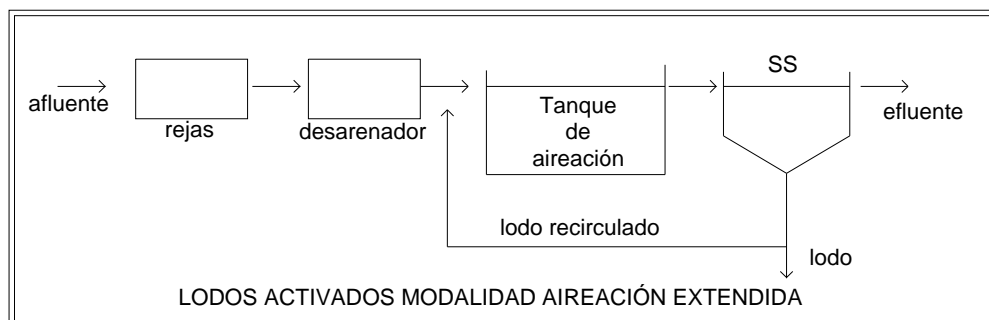 SS
afluente
efluente
rejas
desarenador
Tanque
de
aireación
lodo recirculado
lodo
LODOS ACTIVADOS MODALIDAD AIREACIÓN EXTENDIDA